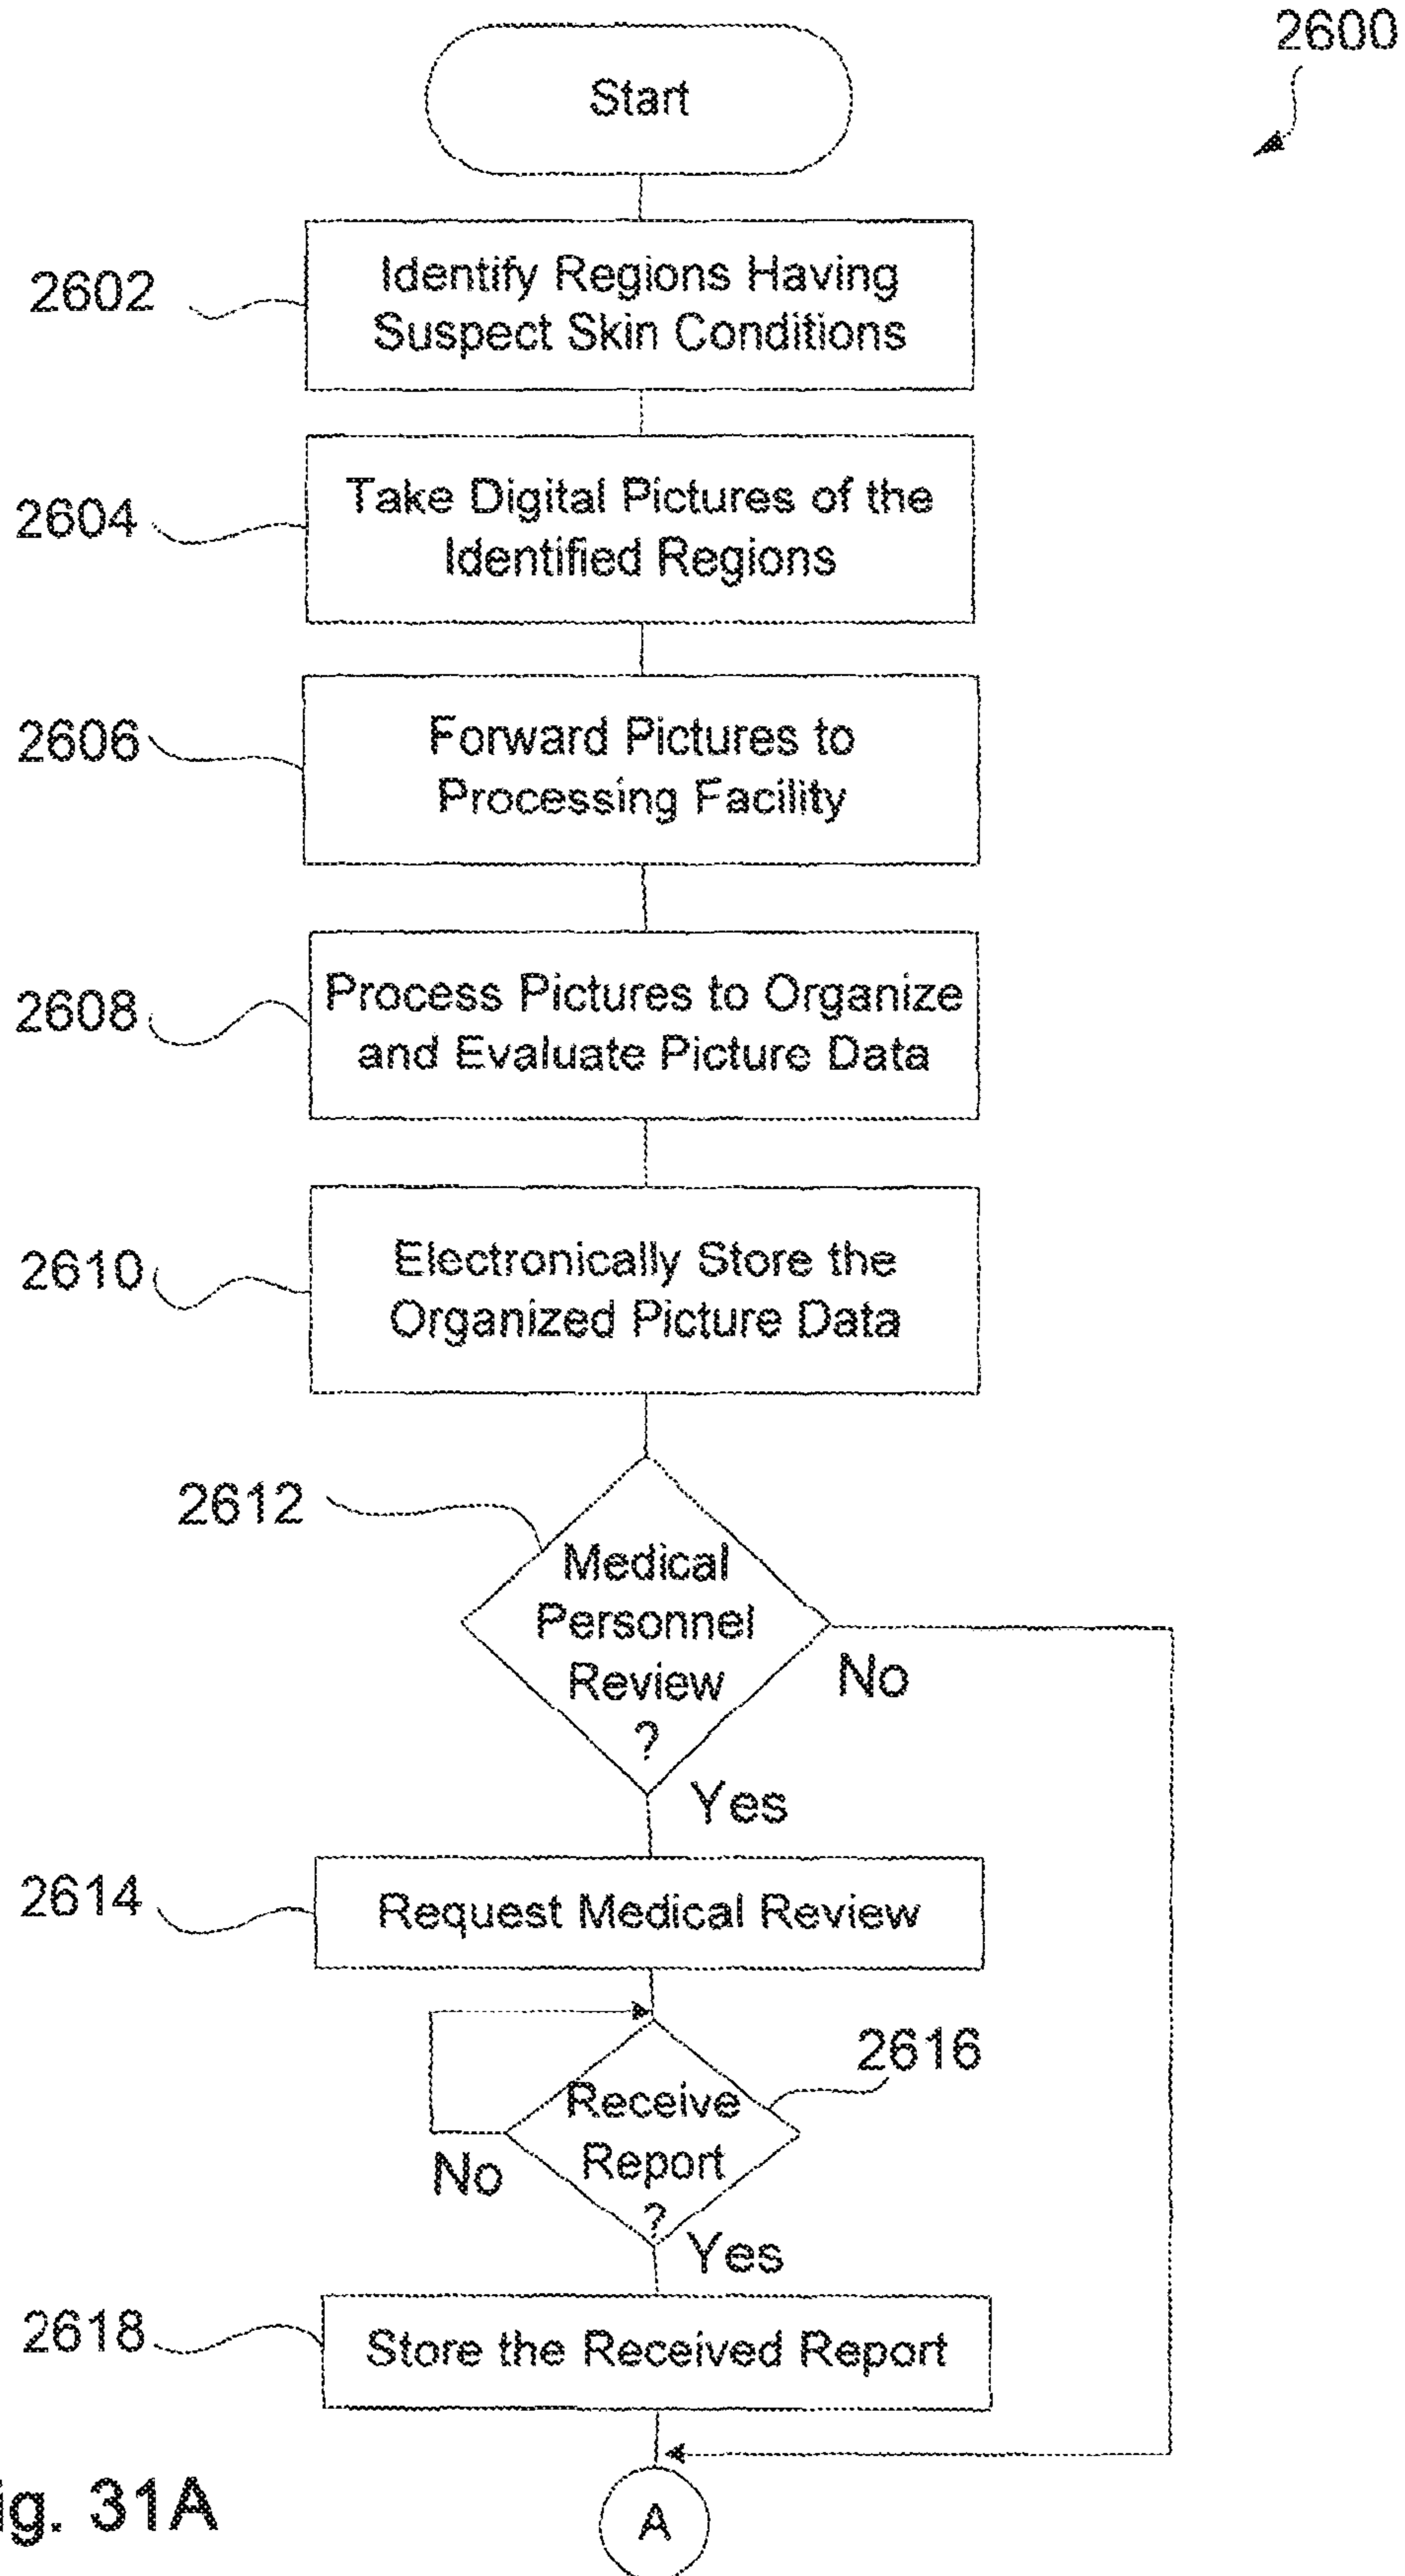 2600
Start
2602
Identify Regions Having
Suspect Skin Conditions
2604
Take Digital Pictures of the
Identified Regions
2606
Forward Pictures to
Processing Facility
2608
Process Pictures to Organize
and Evaluate Picture Data
2610
Electronically Store the
Organized Picture Data
2612
Medical
Personnel
Review
?
No
Yes
2614
Request Medical Review
2616
Receive
Report
?
No
Yes
2618
Store the Received Report
ig. 31A
A